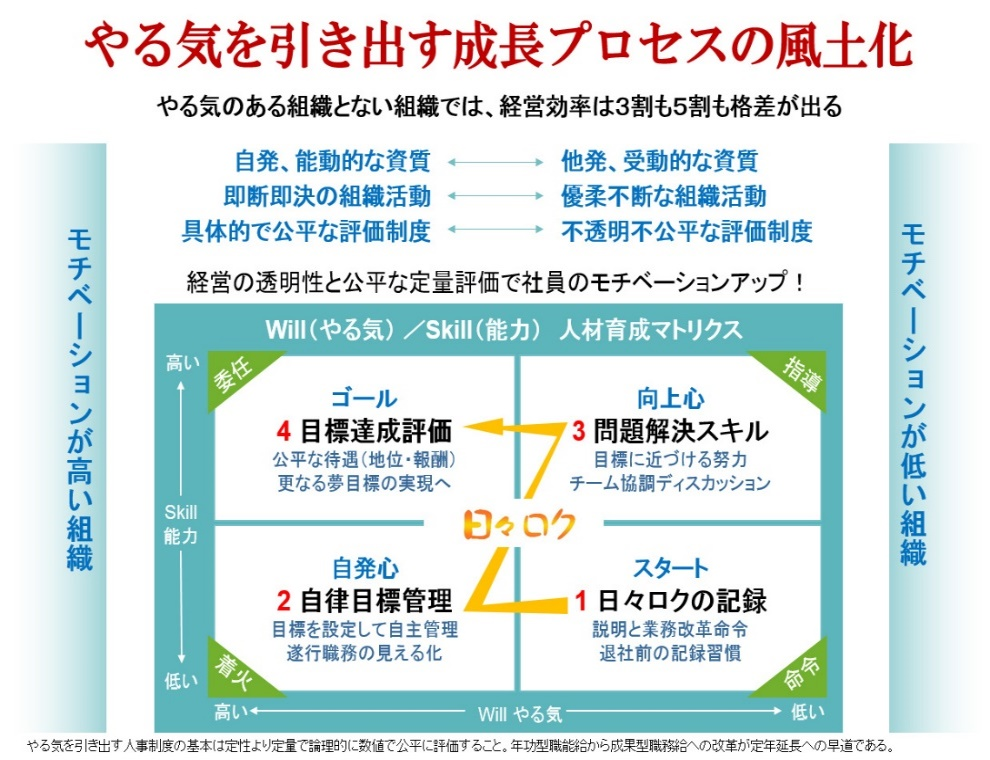 やる気を引き出す成長プロセスの風土化
やる気のある組織とない組織では、経営効率は3割も5割も格差が出る
モチベーションが高い組織
自発、能動的な資質 他発、受動的な資質
即断即決の組織活動 優柔不断な組織活動
具体的で公平な評価制度 不透明不公平な評価制度
モチベーションが低い組織
経営の透明性と公平な定量評価で社員のモチベーションアップ！
Will（やる気）／Skill（能力） 人材育成マトリクス
高い
Skill
能力
低い
委任
ゴール
4 目標達成評価
公平な待遇（地位・報酬）
更なる夢目標の実現へ
指導
向上心
3 問題解決スキル
目標に近づける努力
チーム協調ディスカッション
日々ロク
着火
自発心
2 自律目標管理
目標を設定して自主管理
遂行職務の見える化
命令
スタート
1 日々ロクの記録
説明と業務改革命令
退社前の記録習慣
高い Will やる気 低い
やる気を引き出す人事制度の基本は定性より定量で論理的に数値で公平に評価すること。年功型職能給から成果型職務給への改革が定年延長への早道である。